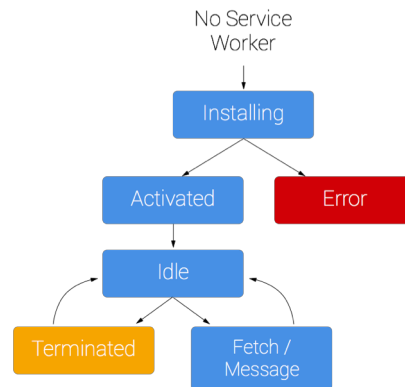 No Service
Worker
Installing
Activated
Error
Idle
Terminated
Fetch /
Message